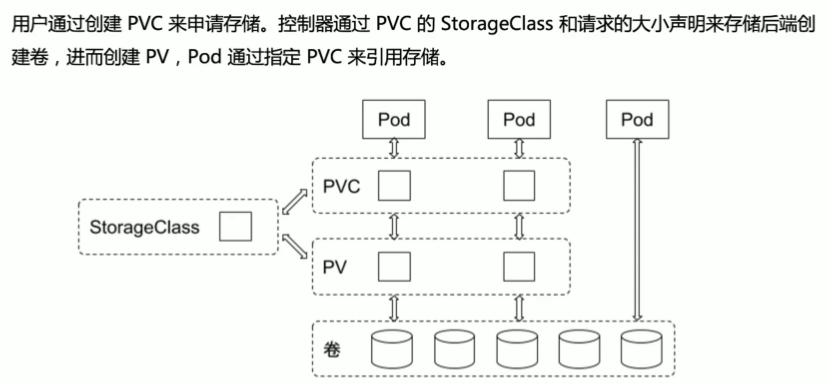 用户通过创建 PVC 来申请存储。控制器通过 PVC 的 StorageClass 和请求的大小声明来存储后端创
建卷，进而创建 PV，Pod 通过指定 PVC 来引用存储。
Pod Pod Pod
PVC
StorageClass
PV
卷